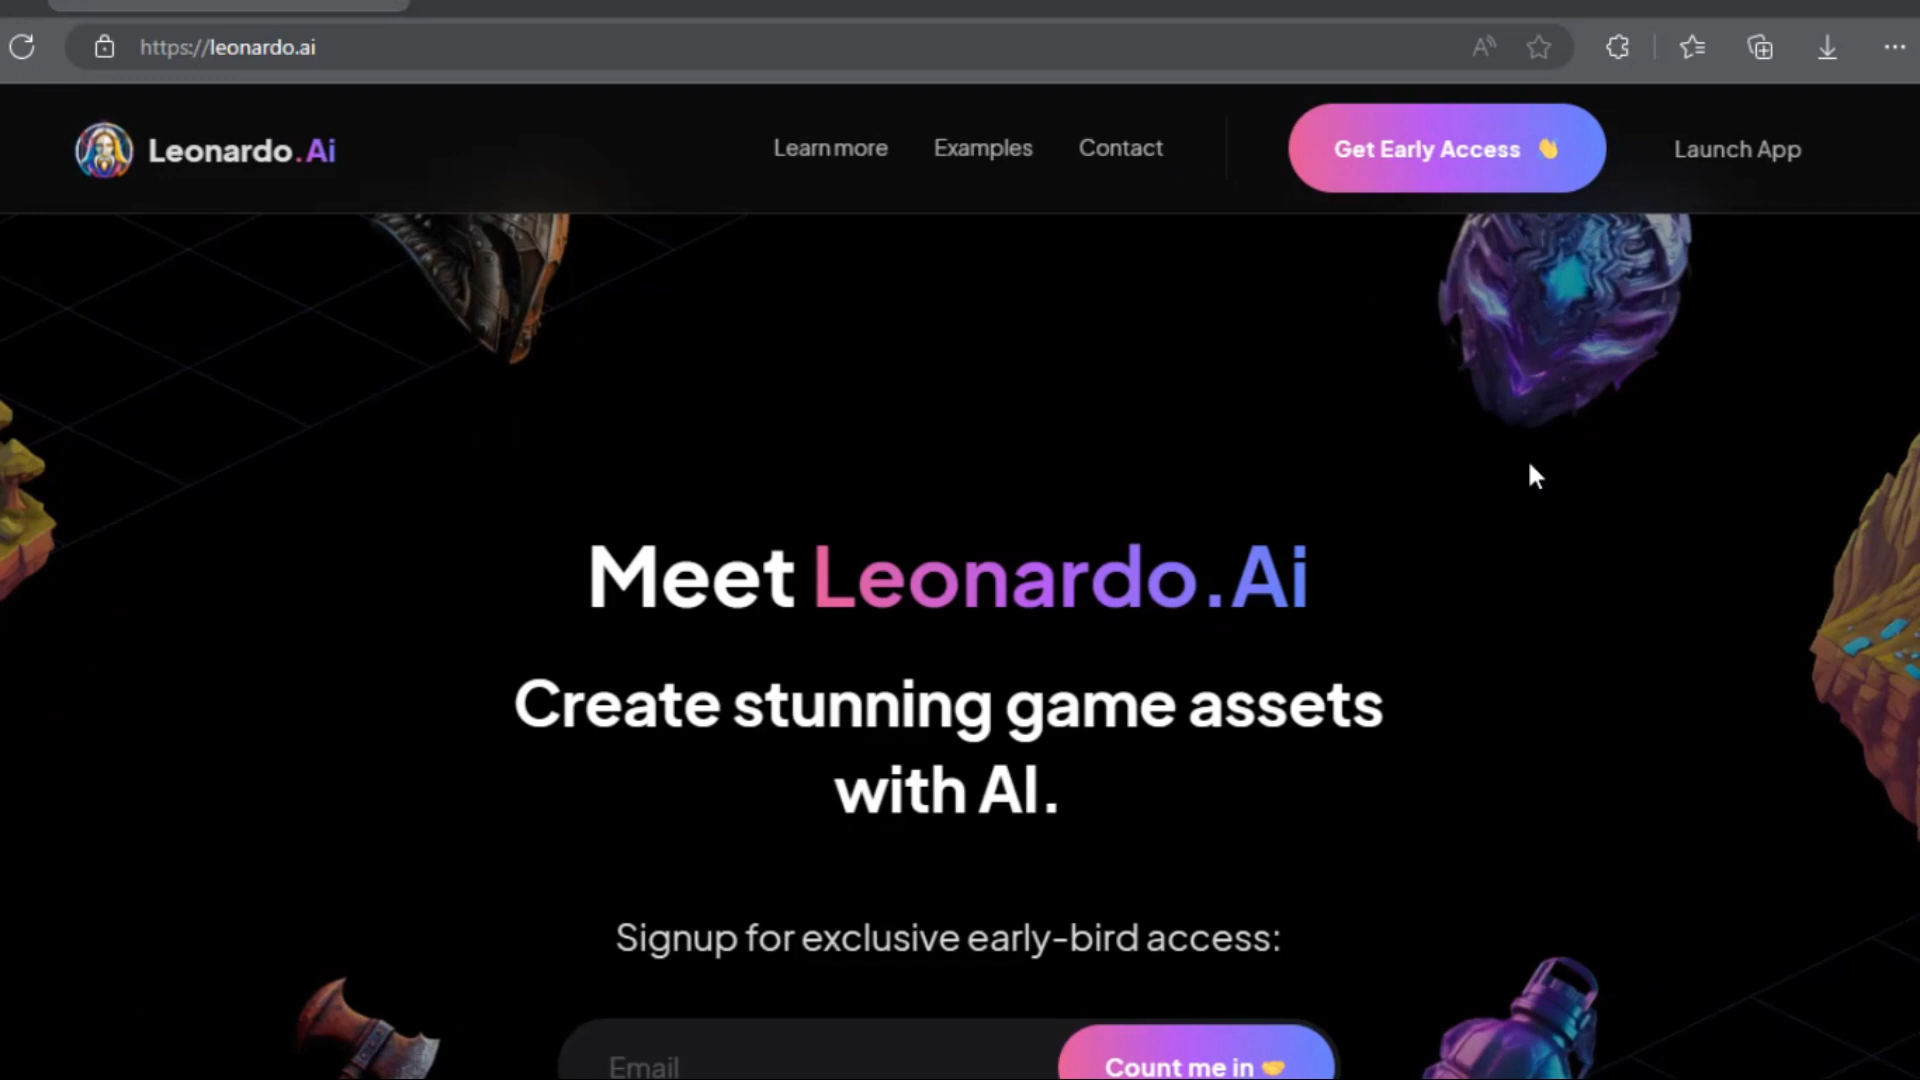 https://leonardo.ai
Leonardo.Ai
Learn more
Examples
Contact
Get Early Access 👋
Launch App
Meet Leonardo.Ai
Create stunning game assets
with AI.
Signup for exclusive early-bird access:
Email
Count me in 🤝